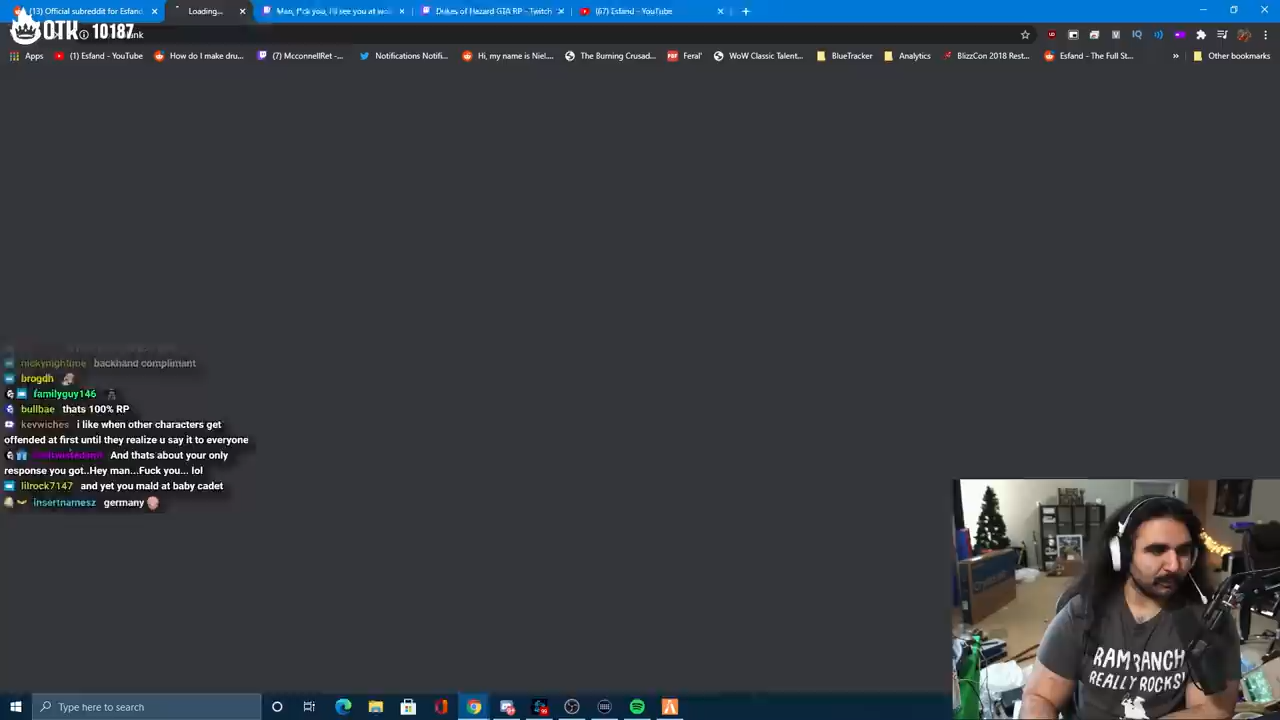 (13) Official subreddit for Esfand
Loading...
Man, f*ck you, I'll see you at wo
Dukes of Hazard GTA RP - Twitch
(67) Esfand - YouTube
OTK
10187
Apps
(1) Esfand - YouTube
How do I make dru...
(7) McconnellRet -...
Notifications Notifi...
Hi, my name is Niel...
The Burning Crusad...
Feral'
WoW Classic Talent...
BlueTracker
Analytics
BlizzCon 2018 Rest...
Esfand - The Full St...
»
Other bookmarks
nickynightime backhand compliment
brogdh
familyguy146
bullbae thats 100% RP
kevwiches i like when other characters get
offended at first until they realize u say it to everyone
And thats about your only
response you got..Hey man...Fuck you... lol
lilrock7147 and yet you mald at baby cadet
insertnamesz germany
RAM RANCH
REALLY ROCKS!
Type here to search